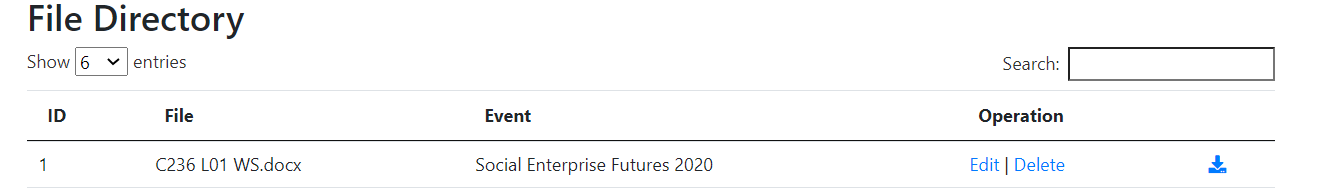 File Directory
Show 6 entries Search:
ID File Event Operation
1 C236 L01 WS.docx Social Enterprise Futures 2020 Edit | Delete